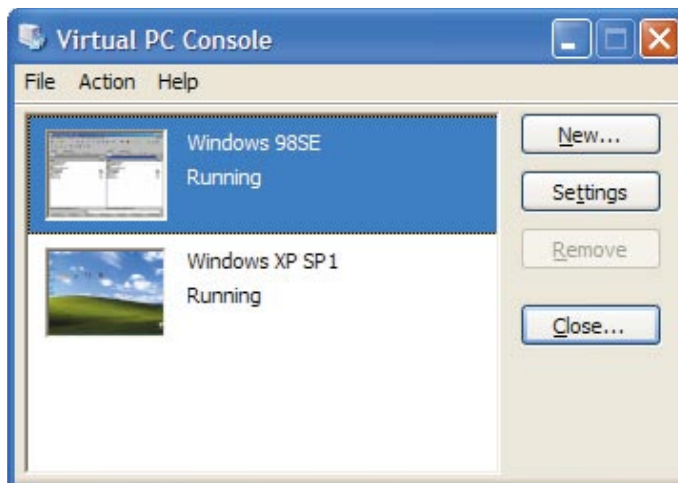 Virtual PC Console
File Action Help
Windows 98SE
Running
Windows XP SP1
Running
New...
Settings
Remove
Close...